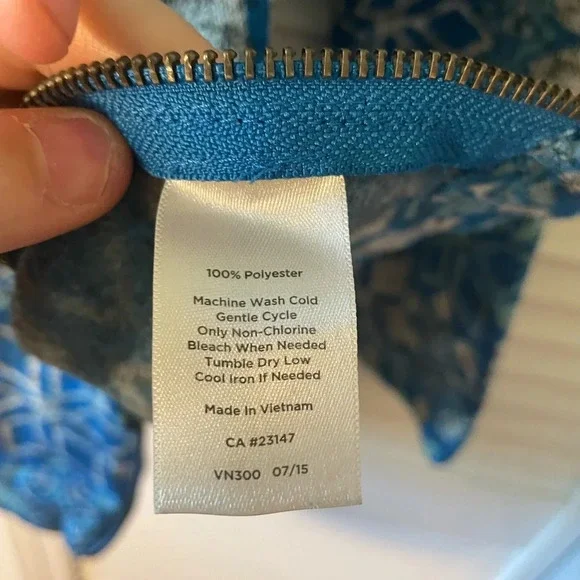 100% Polyester
Machine Wash Cold
Gentle Cycle
Only Non-Chlorine
Bleach When Needed
Tumble Dry Low
Cool Iron If Needed
Made In Vietnam
CA #23147
VN300 07/15